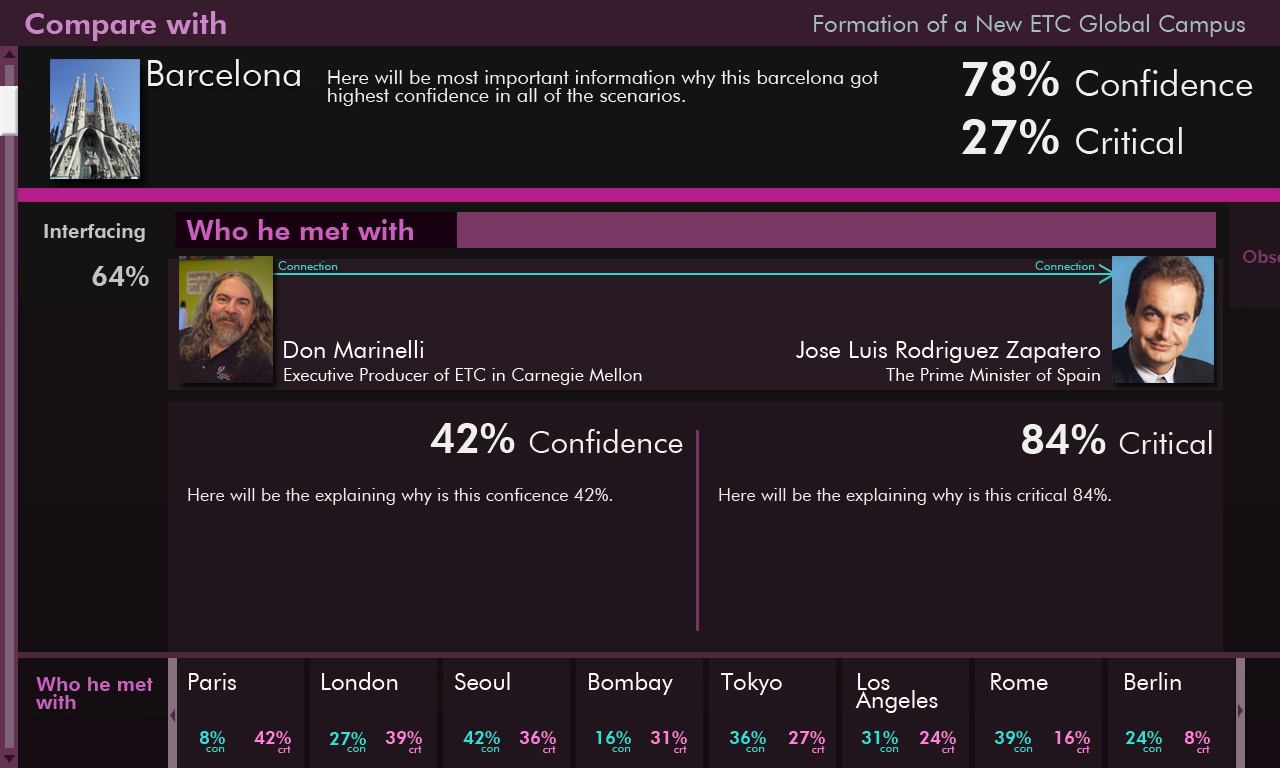 Compare with
Formation of a New ETC Global Campus
Barcelona
Here will be most important information why this barcelona got
highest confidence in all of the scenarios.
78% Confidence
27% Critical
Interfacing
64%
Who he met with
Obse
Connection
Connection
Don Marinelli
Executive Producer of ETC in Carnegie Mellon
Jose Luis Rodriguez Zapatero
The Prime Minister of Spain
42% Confidence
84% Critical
Here will be the explaining why is this conficence 42%.
Here will be the explaining why is this critical 84%.
Who he met
with
Paris
8% con
42% crt
London
27% con
39% crt
Seoul
42% con
36% crt
Bombay
16% con
31% crt
Tokyo
36% con
27% crt
Los
Angeles
31% con
24% crt
Rome
39% con
16% crt
Berlin
24% con
8% crt